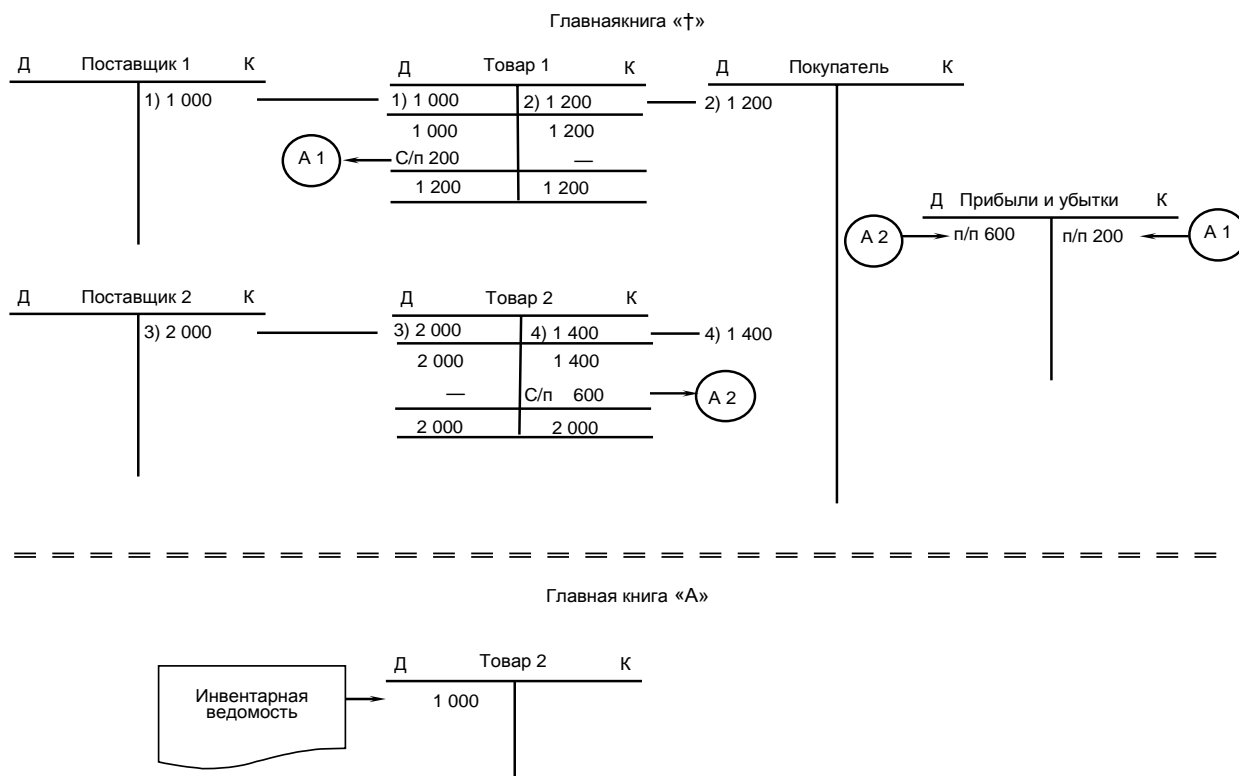 Главнаякнига «†»
Д Поставщик 1 К
Д Товар 1 К
Д Покупатель К
1) 1 000
1) 1 000 2) 1 200
2) 1 200
1 000 1 200
А 1
С/п 200 —
1 200 1 200
Д Прибыли и убытки К
А 2
п/п 600 п/п 200
А 1
Д Поставщик 2 К
Д Товар 2 К
3) 2 000
3) 2 000 4) 1 400
4) 1 400
2 000 1 400
— С/п 600
А 2
2 000 2 000
Главная книга «А»
Д Товар 2 К
Инвентарная
ведомость
1 000